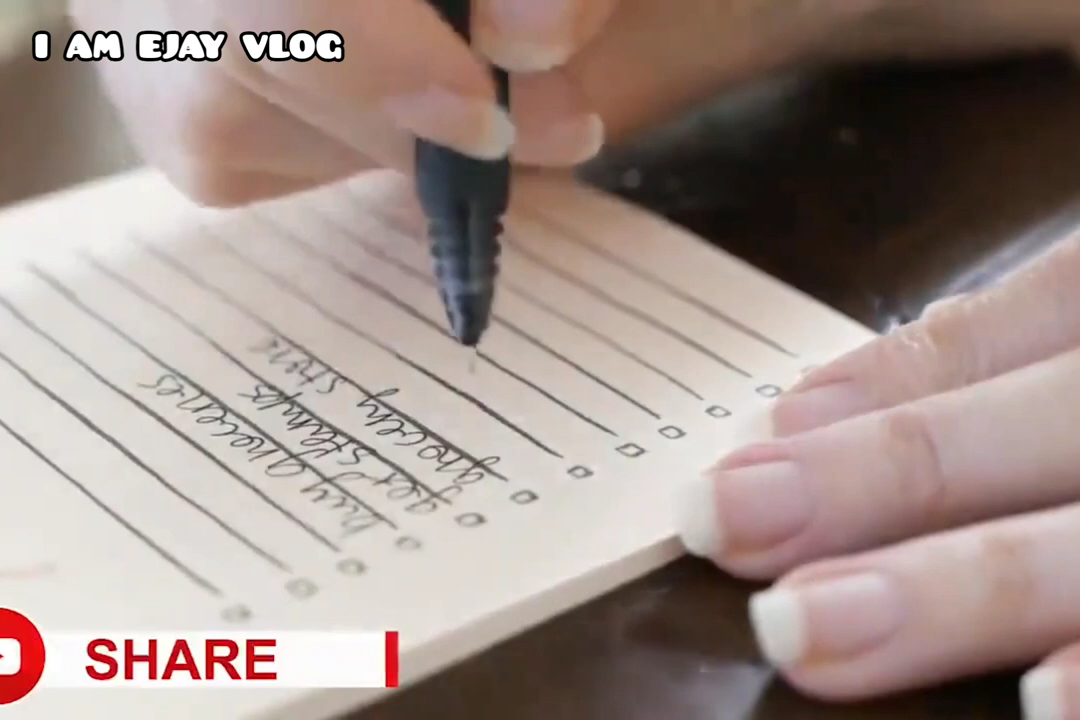 I AM EJAY VLOG
buy groceries
get stamps
grocery store
SHARE